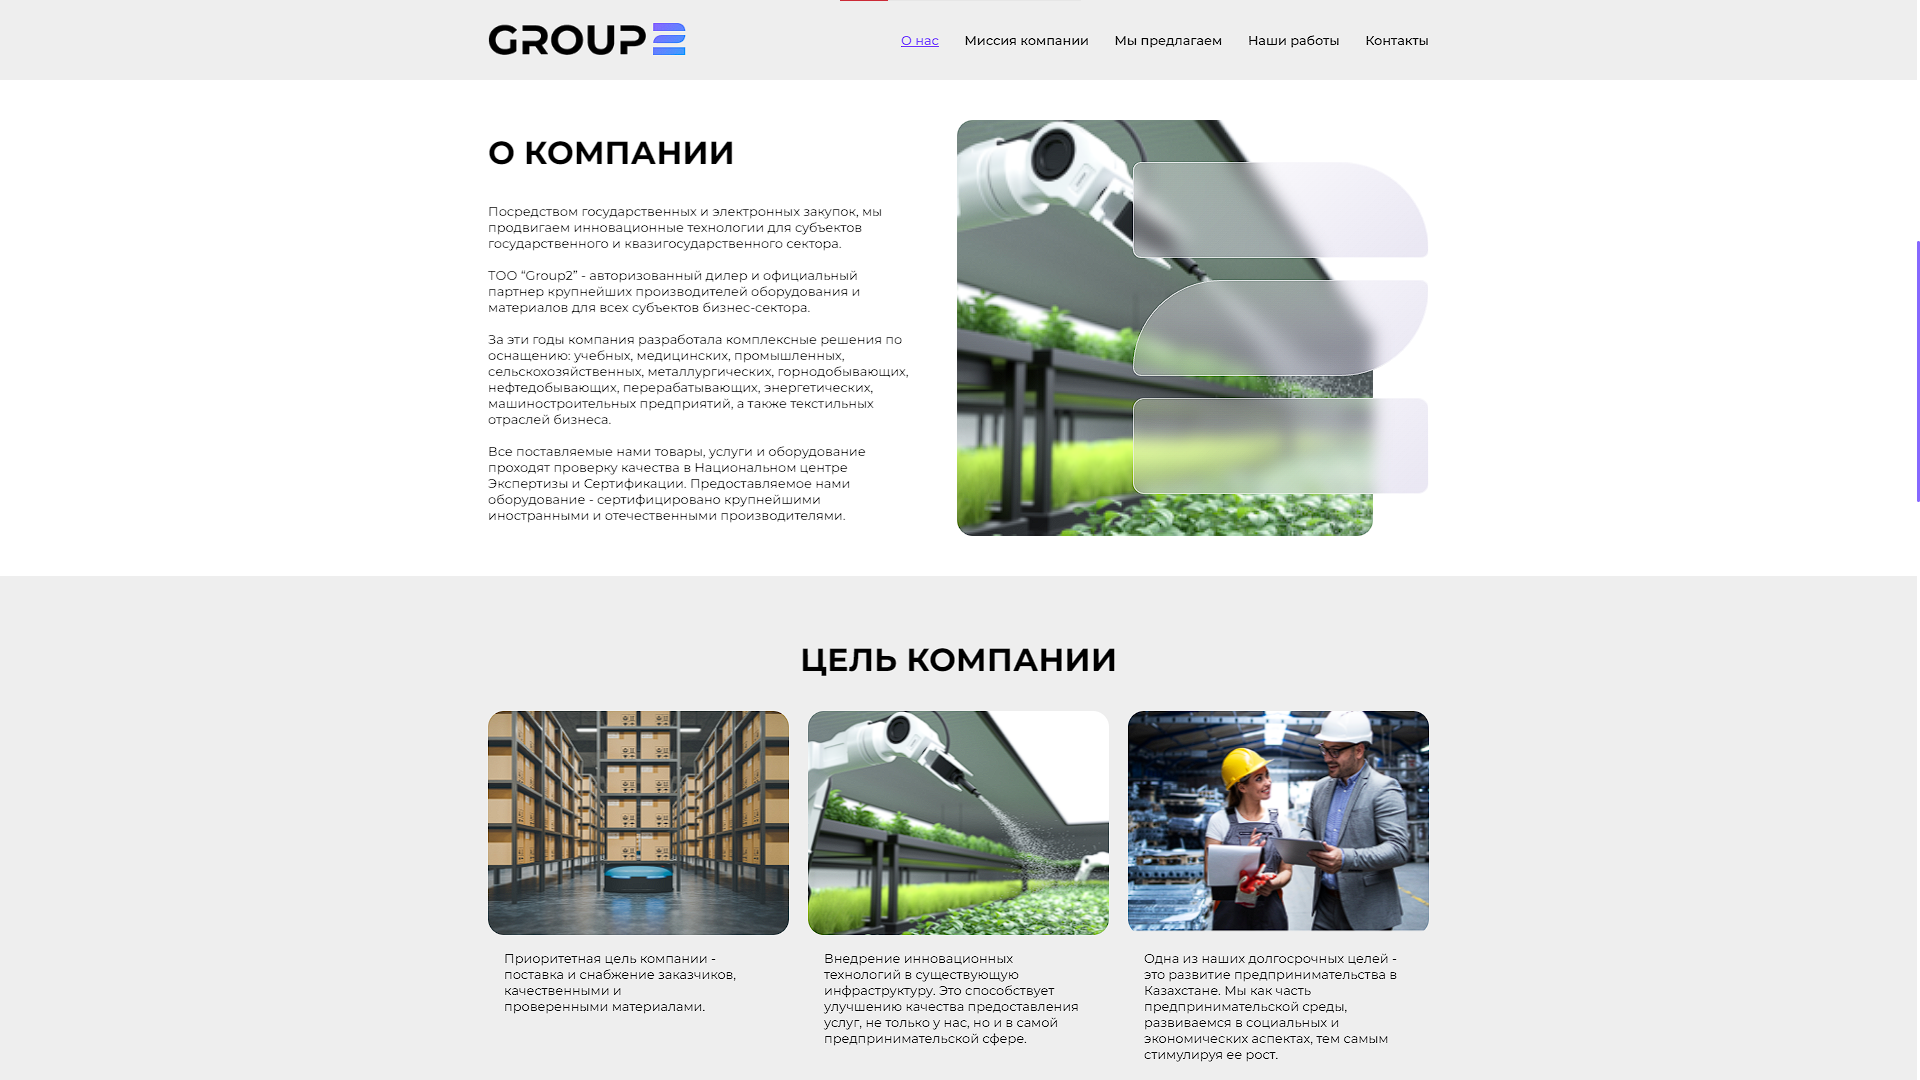 GROUP2
О нас Миссия компании Мы предлагаем Наши работы Контакты
О КОМПАНИИ
Посредством государственных и электронных закупок, мы
продвигаем инновационные технологии для субъектов
государственного и квазигосударственного сектора.
ТОО “Group2” - авторизованный дилер и официальный
партнер крупнейших производителей оборудования и
материалов для всех субъектов бизнес-сектора.
За эти годы компания разработала комплексные решения по
оснащению: учебных, медицинских, промышленных,
сельскохозяйственных, металлургических, горнодобывающих,
нефтедобывающих, перерабатывающих, энергетических,
машиностроительных предприятий, а также текстильных
отраслей бизнеса.
Все поставляемые нами товары, услуги и оборудование
проходят проверку качества в Национальном центре
Экспертизы и Сертификации. Предоставляемое нами
оборудование - сертифицировано крупнейшими
иностранными и отечественными производителями.
ЦЕЛЬ КОМПАНИИ
Приоритетная цель компании -
поставка и снабжение заказчиков,
качественными и
проверенными материалами.
Внедрение инновационных
технологий в существующую
инфраструктуру. Это способствует
улучшению качества предоставления
услуг, не только у нас, но и в самой
предпринимательской сфере.
Одна из наших долгосрочных целей -
это развитие предпринимательства в
Казахстане. Мы как часть
предпринимательской среды,
развиваемся в социальных и
экономических аспектах, тем самым
стимулируя ее рост.